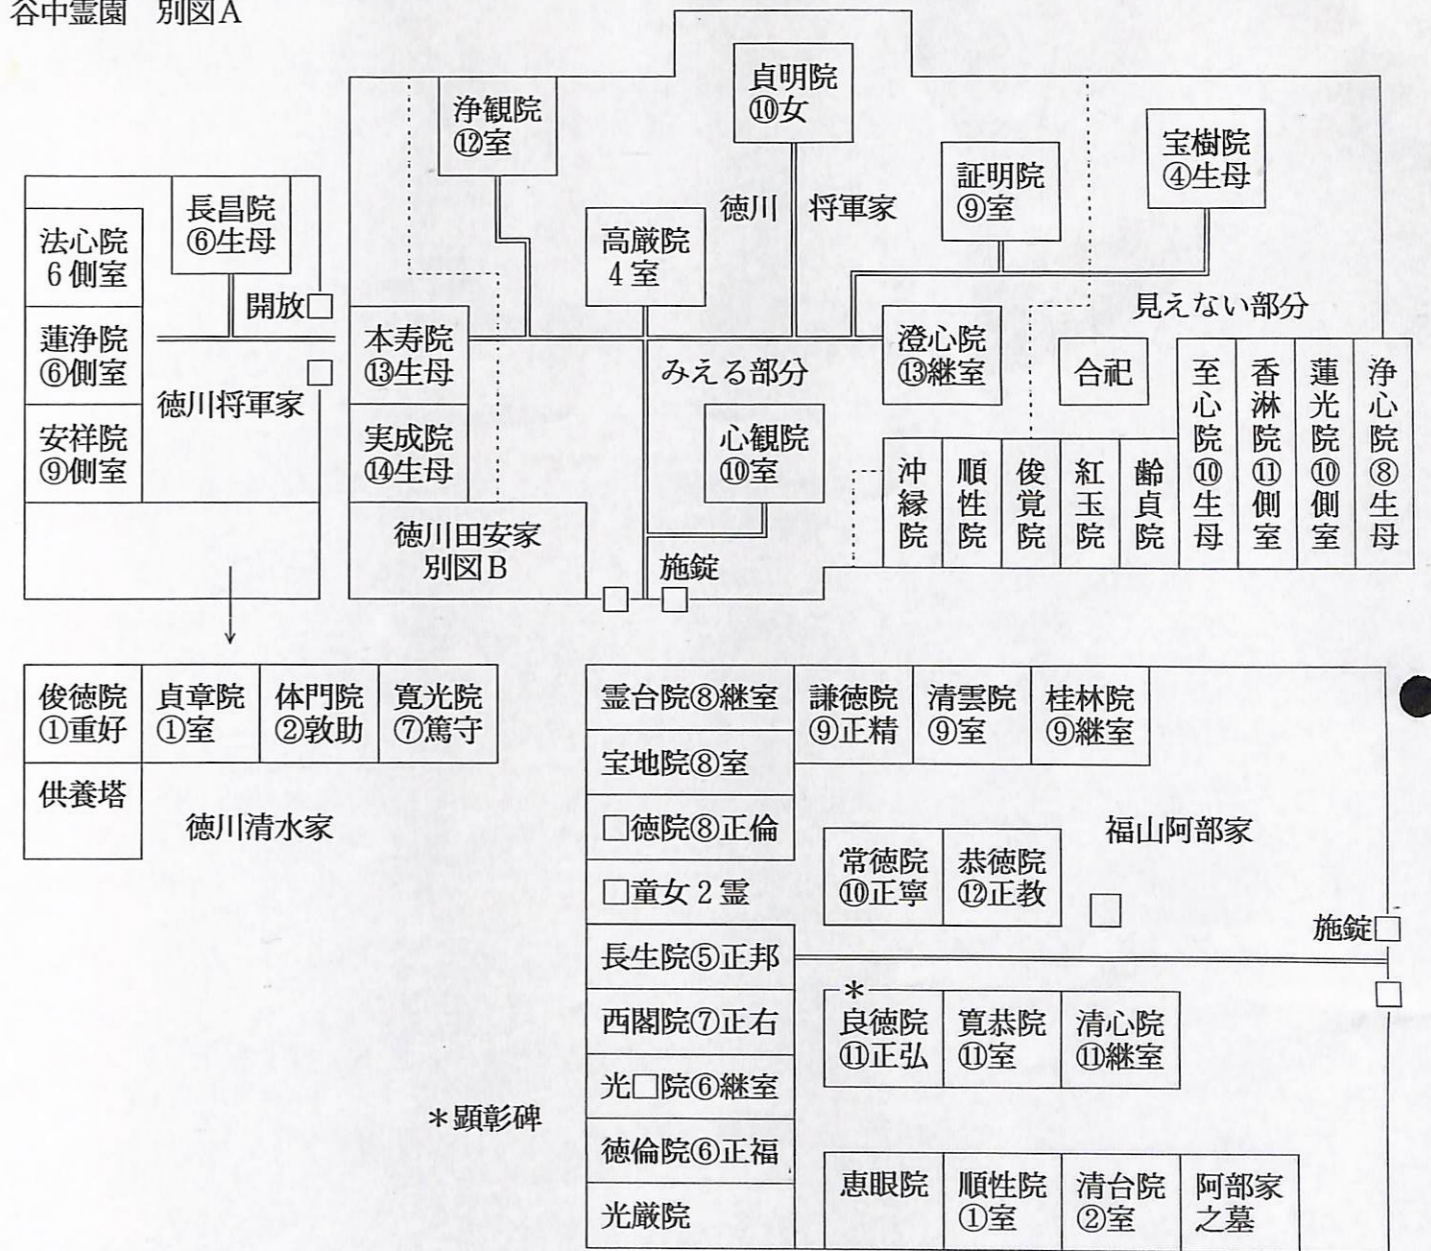 谷中霊園 別図A
貞明院
⑩女
浄観院
⑫室
宝樹院
④生母
証明院
⑨室
徳川 将軍家
長昌院
⑥生母
法心院
6側室
高厳院
4室
開放□
見えない部分
蓮浄院
⑥側室
本寿院
⑬生母
澄心院
⑬継室
みえる部分
合祀
徳川将軍家
安祥院
⑨側室
実成院
⑭生母
心観院
⑩室
沖縁院
順性院
俊覚院
紅玉院
齢貞院
至心院⑩生母
香淋院⑪側室
蓮光院⑩側室
浄心院⑧生母
徳川田安家
別図B
施錠
俊徳院
①重好
貞章院
①室
体門院
②敦助
寛光院
⑦篤守
供養塔
徳川清水家
霊台院⑧継室
謙徳院
⑨正精
清雲院
⑨室
桂林院
⑨継室
宝地院⑧室
□徳院⑧正倫
福山阿部家
常徳院
⑩正寧
恭徳院
⑫正教
□童女2霊
施錠□
長生院⑤正邦
西閣院⑦正右
*
良徳院
⑪正弘
寛恭院
⑪室
清心院
⑪継室
光□院⑥継室
*顕彰碑
徳倫院⑥正福
光厳院
恵眼院
順性院
①室
清台院
②室
阿部家
之墓